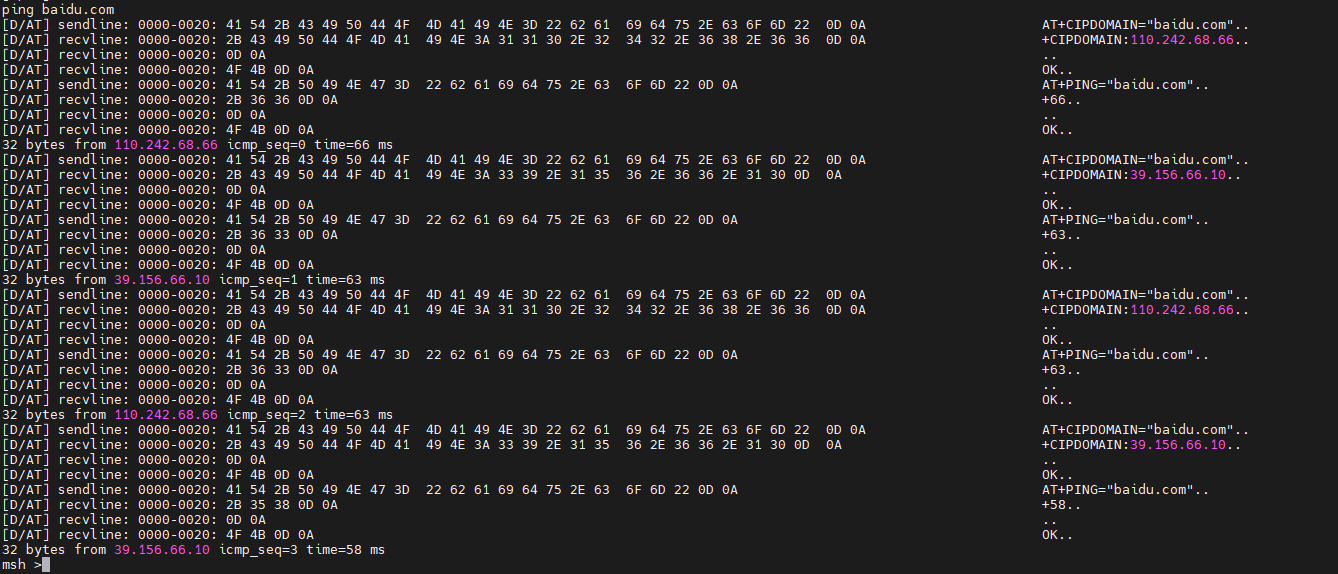 ping baidu.com
[D/AT] sendline: 0000-0020: 41 54 2B 43 49 50 44 4F  4D 41 49 4E 3D 22 62 61  69 64 75 2E 63 6F 6D 22  0D 0A                   AT+CIPDOMAIN="baidu.com"..
[D/AT] recvline: 0000-0020: 2B 43 49 50 44 4F 4D 41  49 4E 3A 31 31 30 2E 32  34 32 2E 36 38 2E 36 36  0D 0A                   +CIPDOMAIN:110.242.68.66..
[D/AT] recvline: 0000-0020: 0D 0A                   ..
[D/AT] recvline: 0000-0020: 4F 4B 0D 0A                   OK..
[D/AT] sendline: 0000-0020: 41 54 2B 50 49 4E 47 3D  22 62 61 69 64 75 2E 63  6F 6D 22 0D 0A                   AT+PING="baidu.com"..
[D/AT] recvline: 0000-0020: 2B 36 36 0D 0A                   +66..
[D/AT] recvline: 0000-0020: 0D 0A                   ..
[D/AT] recvline: 0000-0020: 4F 4B 0D 0A                   OK..
32 bytes from 110.242.68.66 icmp_seq=0 time=66 ms
[D/AT] sendline: 0000-0020: 41 54 2B 43 49 50 44 4F  4D 41 49 4E 3D 22 62 61  69 64 75 2E 63 6F 6D 22  0D 0A                   AT+CIPDOMAIN="baidu.com"..
[D/AT] recvline: 0000-0020: 2B 43 49 50 44 4F 4D 41  49 4E 3A 33 39 2E 31 35  36 2E 36 36 2E 31 30 0D  0A                   +CIPDOMAIN:39.156.66.10..
[D/AT] recvline: 0000-0020: 0D 0A                   ..
[D/AT] recvline: 0000-0020: 4F 4B 0D 0A                   OK..
[D/AT] sendline: 0000-0020: 41 54 2B 50 49 4E 47 3D  22 62 61 69 64 75 2E 63  6F 6D 22 0D 0A                   AT+PING="baidu.com"..
[D/AT] recvline: 0000-0020: 2B 36 33 0D 0A                   +63..
[D/AT] recvline: 0000-0020: 0D 0A                   ..
[D/AT] recvline: 0000-0020: 4F 4B 0D 0A                   OK..
32 bytes from 39.156.66.10 icmp_seq=1 time=63 ms
[D/AT] sendline: 0000-0020: 41 54 2B 43 49 50 44 4F  4D 41 49 4E 3D 22 62 61  69 64 75 2E 63 6F 6D 22  0D 0A                   AT+CIPDOMAIN="baidu.com"..
[D/AT] recvline: 0000-0020: 2B 43 49 50 44 4F 4D 41  49 4E 3A 31 31 30 2E 32  34 32 2E 36 38 2E 36 36  0D 0A                   +CIPDOMAIN:110.242.68.66..
[D/AT] recvline: 0000-0020: 0D 0A                   ..
[D/AT] recvline: 0000-0020: 4F 4B 0D 0A                   OK..
[D/AT] sendline: 0000-0020: 41 54 2B 50 49 4E 47 3D  22 62 61 69 64 75 2E 63  6F 6D 22 0D 0A                   AT+PING="baidu.com"..
[D/AT] recvline: 0000-0020: 2B 36 33 0D 0A                   +63..
[D/AT] recvline: 0000-0020: 0D 0A                   ..
[D/AT] recvline: 0000-0020: 4F 4B 0D 0A                   OK..
32 bytes from 110.242.68.66 icmp_seq=2 time=63 ms
[D/AT] sendline: 0000-0020: 41 54 2B 43 49 50 44 4F  4D 41 49 4E 3D 22 62 61  69 64 75 2E 63 6F 6D 22  0D 0A                   AT+CIPDOMAIN="baidu.com"..
[D/AT] recvline: 0000-0020: 2B 43 49 50 44 4F 4D 41  49 4E 3A 33 39 2E 31 35  36 2E 36 36 2E 31 30 0D  0A                   +CIPDOMAIN:39.156.66.10..
[D/AT] recvline: 0000-0020: 0D 0A                   ..
[D/AT] recvline: 0000-0020: 4F 4B 0D 0A                   OK..
[D/AT] sendline: 0000-0020: 41 54 2B 50 49 4E 47 3D  22 62 61 69 64 75 2E 63  6F 6D 22 0D 0A                   AT+PING="baidu.com"..
[D/AT] recvline: 0000-0020: 2B 35 38 0D 0A                   +58..
[D/AT] recvline: 0000-0020: 0D 0A                   ..
[D/AT] recvline: 0000-0020: 4F 4B 0D 0A                   OK..
32 bytes from 39.156.66.10 icmp_seq=3 time=58 ms
msh >